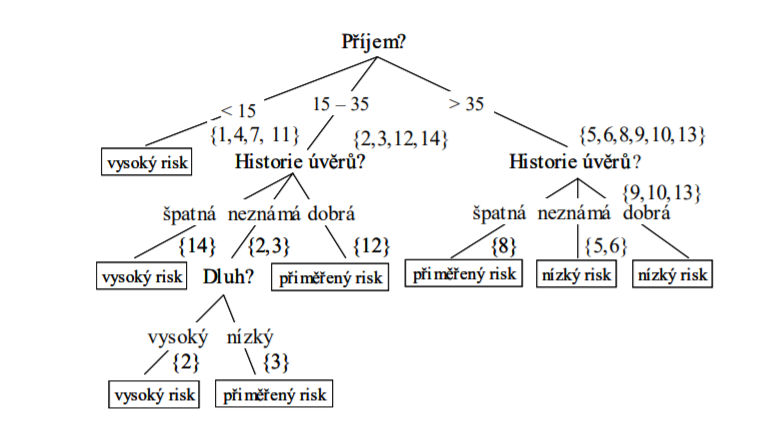 Příjem?
< 15 15 – 35 > 35
{1,4,7, 11} {2,3,12,14} {5,6,8,9,10,13}
vysoký risk Historie úvěrů? Historie úvěrů?
{9,10,13}
špatná neznámá dobrá špatná neznámá dobrá
{14} {2,3} {12} {8} {5,6}
vysoký risk Dluh? přiměřený risk přiměřený risk nízký risk nízký risk
vysoký nízký
{2} {3}
vysoký risk přiměřený risk